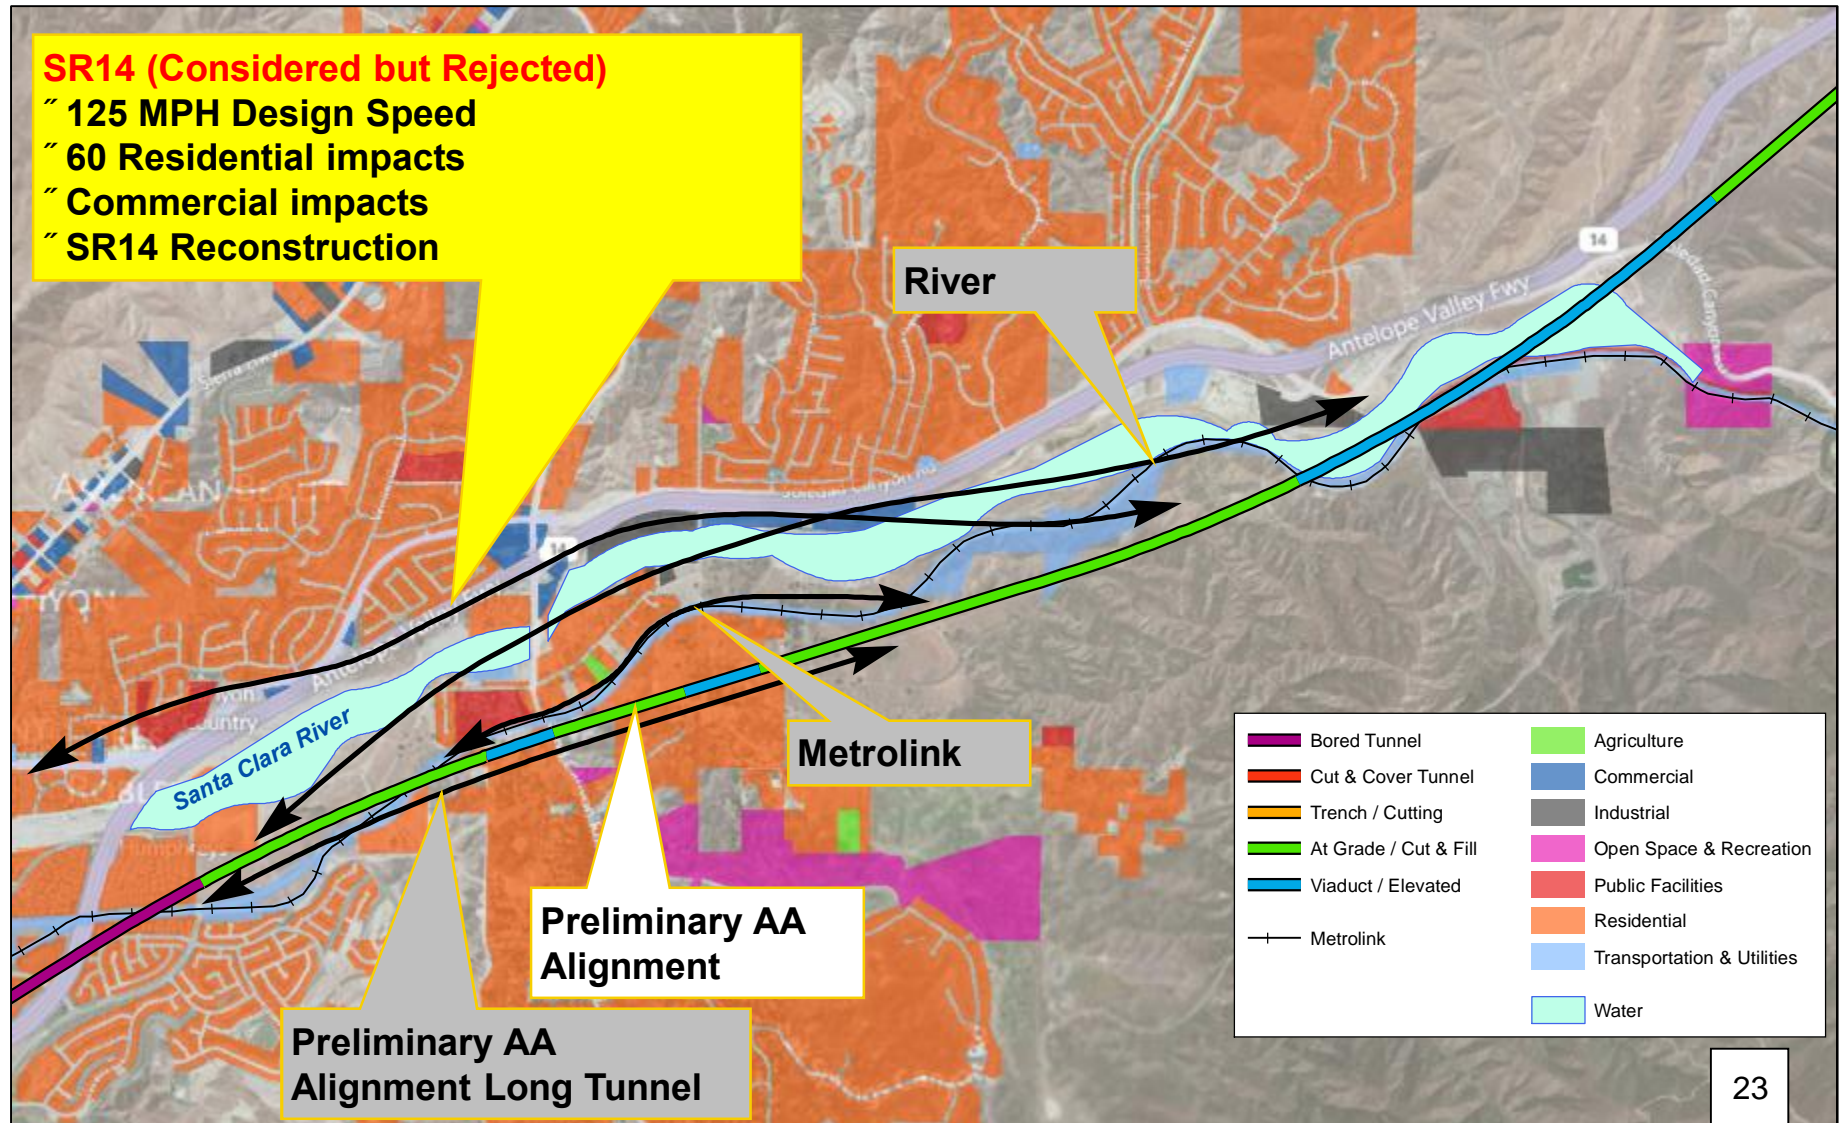 SR14 (Considered but Rejected)
˝ 125 MPH Design Speed
˝ 60 Residential impacts
˝ Commercial impacts
˝ SR14 Reconstruction
River
14
Antelope Valley Fwy
14
Santa Clara River
Country
Humphreys
Metrolink
Preliminary AA
Alignment
Preliminary AA
Alignment Long Tunnel
Bored Tunnel
Cut & Cover Tunnel
Trench / Cutting
At Grade / Cut & Fill
Viaduct / Elevated
Metrolink
Agriculture
Commercial
Industrial
Open Space & Recreation
Public Facilities
Residential
Transportation & Utilities
Water
23